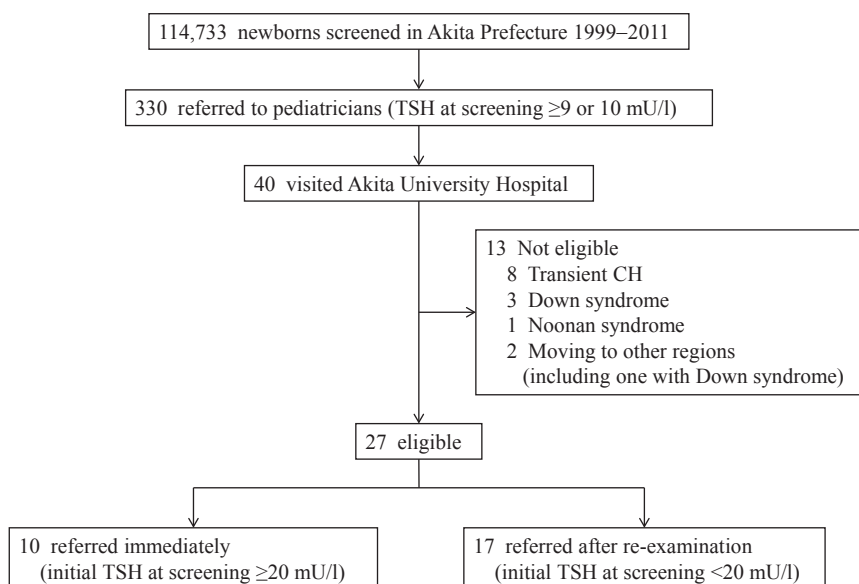 114,733 newborns screened in Akita Prefecture 1999–2011
330 referred to pediatricians (TSH at screening ≥9 or 10 mU/l)
40 visited Akita University Hospital
13 Not eligible
8 Transient CH
3 Down syndrome
1 Noonan syndrome
2 Moving to other regions
(including one with Down syndrome)
27 eligible
10 referred immediately
(initial TSH at screening ≥20 mU/l)
17 referred after re-examination
(initial TSH at screening <20 mU/l)